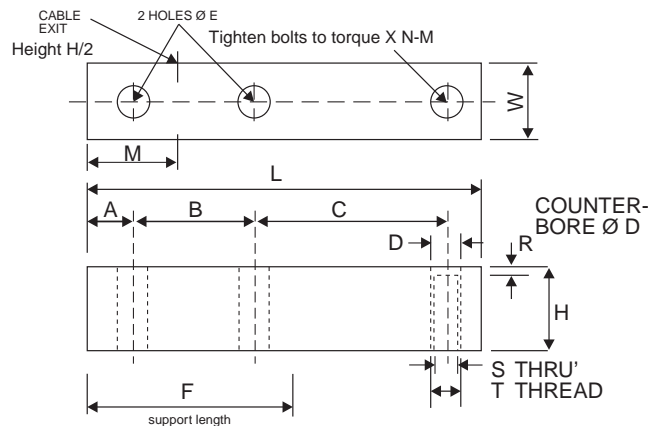 CABLE
EXIT
Height H/2
2 HOLES Ø E
Tighten bolts to torque X N-M
W
M
L
A
B
C
COUNTER-
BORE Ø D
D
R
H
S THRU'
T THREAD
F
support length